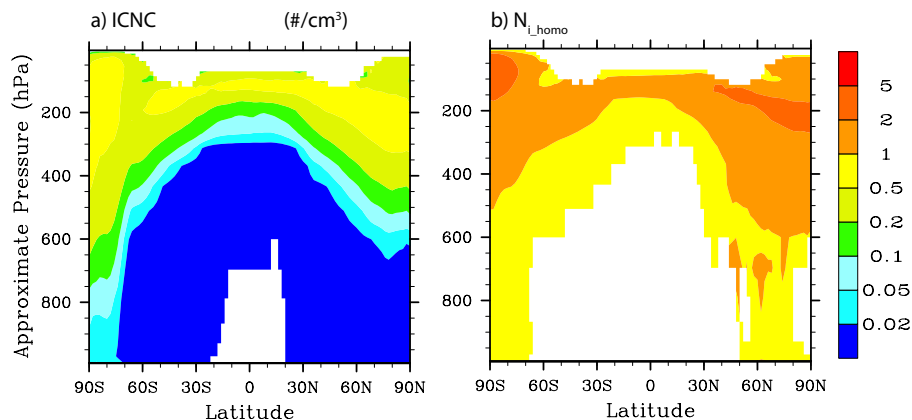 a) ICNC (#/cm³) b) N i_homo
Approximate Pressure (hPa)
200
400
600
800
90S 60S 30S 0 30N 60N 90N
Latitude
200
400
600
800
90S 60S 30S 0 30N 60N 90N
Latitude
5
2
1
0.5
0.2
0.1
0.05
0.02